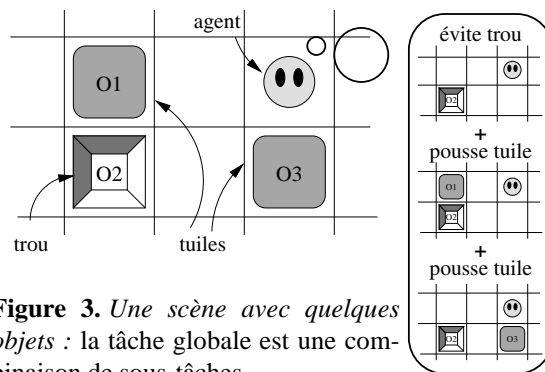 agent
O1
O2
O3
trou
tuiles
Figure 3. Une scène avec quelques
objets : la tâche globale est une com-
binaison de sous-tâches
évite trou
O2
+
pousse tuile
O1
O2
+
pousse tuile
O2
O3